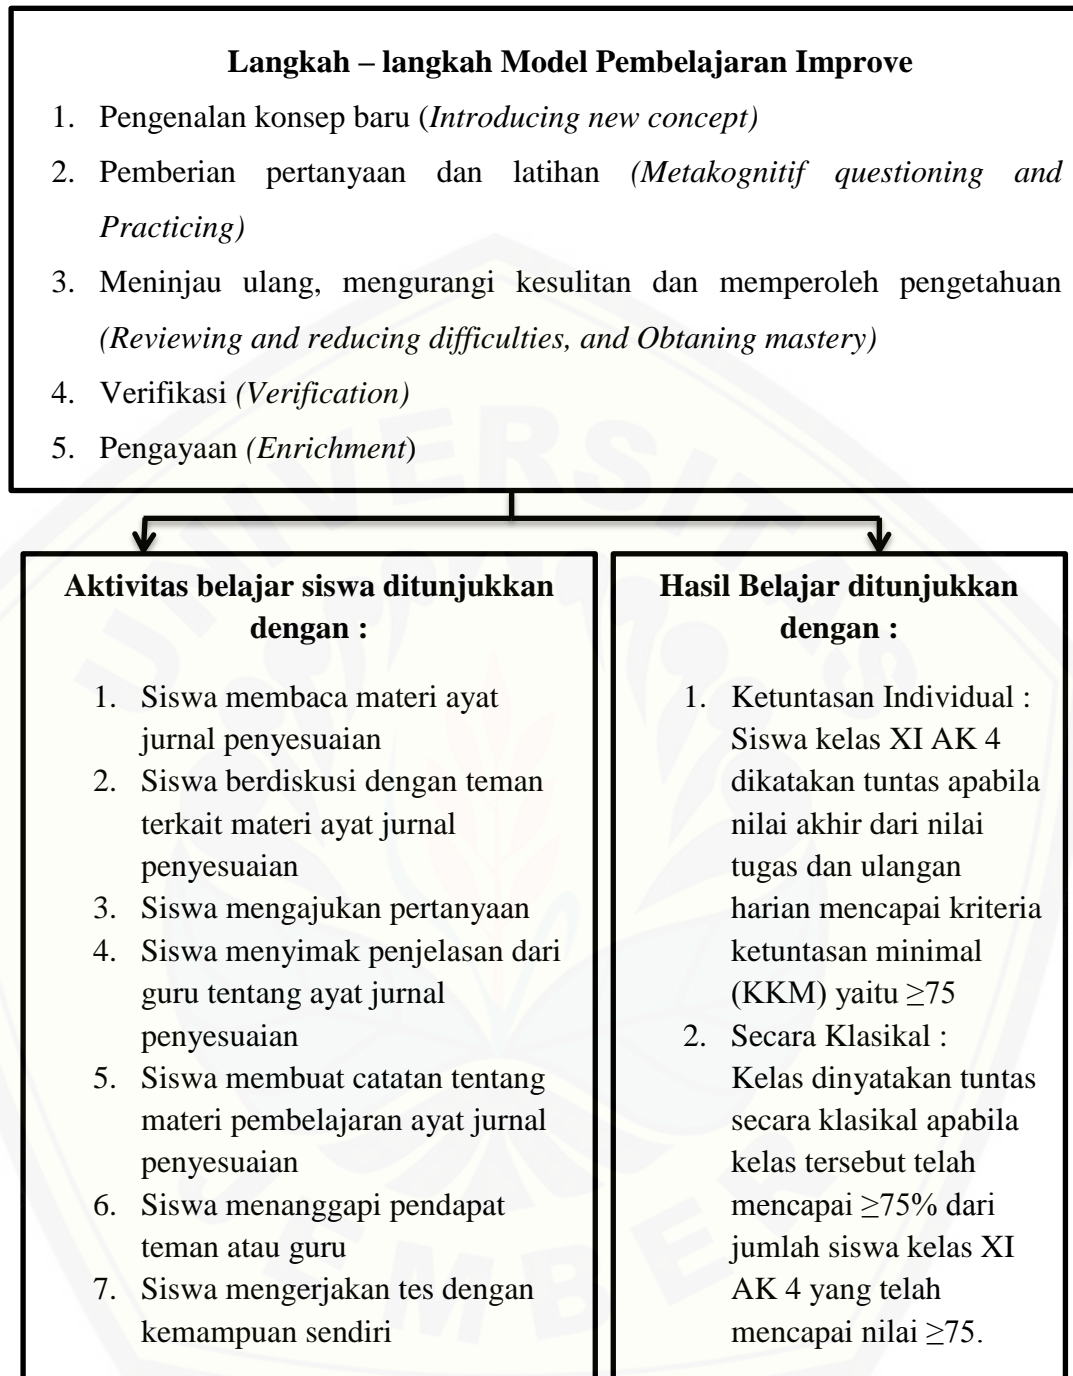 Langkah – langkah Model Pembelajaran Improve
1. Pengenalan konsep baru (Introducing new concept)
2. Pemberian pertanyaan dan latihan (Metakognitif questioning and
Practicing)
3. Meninjau ulang, mengurangi kesulitan dan memperoleh pengetahuan
(Reviewing and reducing difficulties, and Obtaning mastery)
4. Verifikasi (Verification)
5. Pengayaan (Enrichment)
Aktivitas belajar siswa ditunjukkan
dengan :
1. Siswa membaca materi ayat
jurnal penyesuaian
2. Siswa berdiskusi dengan teman
terkait materi ayat jurnal
penyesuaian
3. Siswa mengajukan pertanyaan
4. Siswa menyimak penjelasan dari
guru tentang ayat jurnal
penyesuaian
5. Siswa membuat catatan tentang
materi pembelajaran ayat jurnal
penyesuaian
6. Siswa menanggapi pendapat
teman atau guru
7. Siswa mengerjakan tes dengan
kemampuan sendiri
Hasil Belajar ditunjukkan
dengan :
1. Ketuntasan Individual :
Siswa kelas XI AK 4
dikatakan tuntas apabila
nilai akhir dari nilai
tugas dan ulangan
harian mencapai kriteria
ketuntasan minimal
(KKM) yaitu ≥75
2. Secara Klasikal :
Kelas dinyatakan tuntas
secara klasikal apabila
kelas tersebut telah
mencapai ≥75% dari
jumlah siswa kelas XI
AK 4 yang telah
mencapai nilai ≥75.
UNIVERSITAS
JEMBER